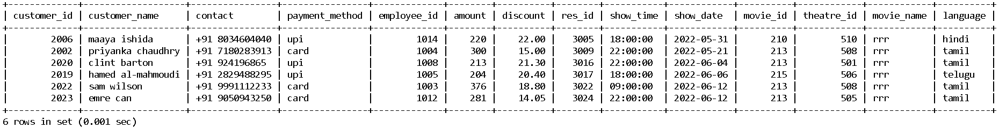 +-------------+-------------------+----------------+----------------+-------------+--------+----------+--------+-----------+------------+----------+------------+------------+----------+
| customer_id | customer_name     | contact        | payment_method | employee_id | amount | discount | res_id | show_time | show_date  | movie_id | theatre_id | movie_name | language |
+-------------+-------------------+----------------+----------------+-------------+--------+----------+--------+-----------+------------+----------+------------+------------+----------+
|        2006 | maaya ishida      | +91 8034604040 | upi            |        1014 |    220 |    22.00 |   3005 | 18:00:00  | 2022-05-31 |      210 |        510 | rrr        | hindi    |
|        2002 | priyanka chaudhry | +91 7180283913 | card           |        1004 |    300 |    15.00 |   3009 | 22:00:00  | 2022-05-21 |      213 |        508 | rrr        | tamil    |
|        2020 | clint barton      | +91 924196865  | upi            |        1008 |    213 |    21.30 |   3016 | 22:00:00  | 2022-06-04 |      213 |        501 | rrr        | tamil    |
|        2019 | hamed al-mahmoudi | +91 2829488295 | upi            |        1005 |    204 |    20.40 |   3017 | 18:00:00  | 2022-06-06 |      215 |        506 | rrr        | telugu   |
|        2022 | sam wilson        | +91 9991112233 | card           |        1003 |    376 |    18.80 |   3022 | 09:00:00  | 2022-06-12 |      213 |        508 | rrr        | tamil    |
|        2023 | emre can          | +91 9050943250 | card           |        1012 |    281 |    14.05 |   3024 | 22:00:00  | 2022-06-12 |      213 |        505 | rrr        | tamil    |
+-------------+-------------------+----------------+----------------+-------------+--------+----------+--------+-----------+------------+----------+------------+------------+----------+
6 rows in set (0.001 sec)